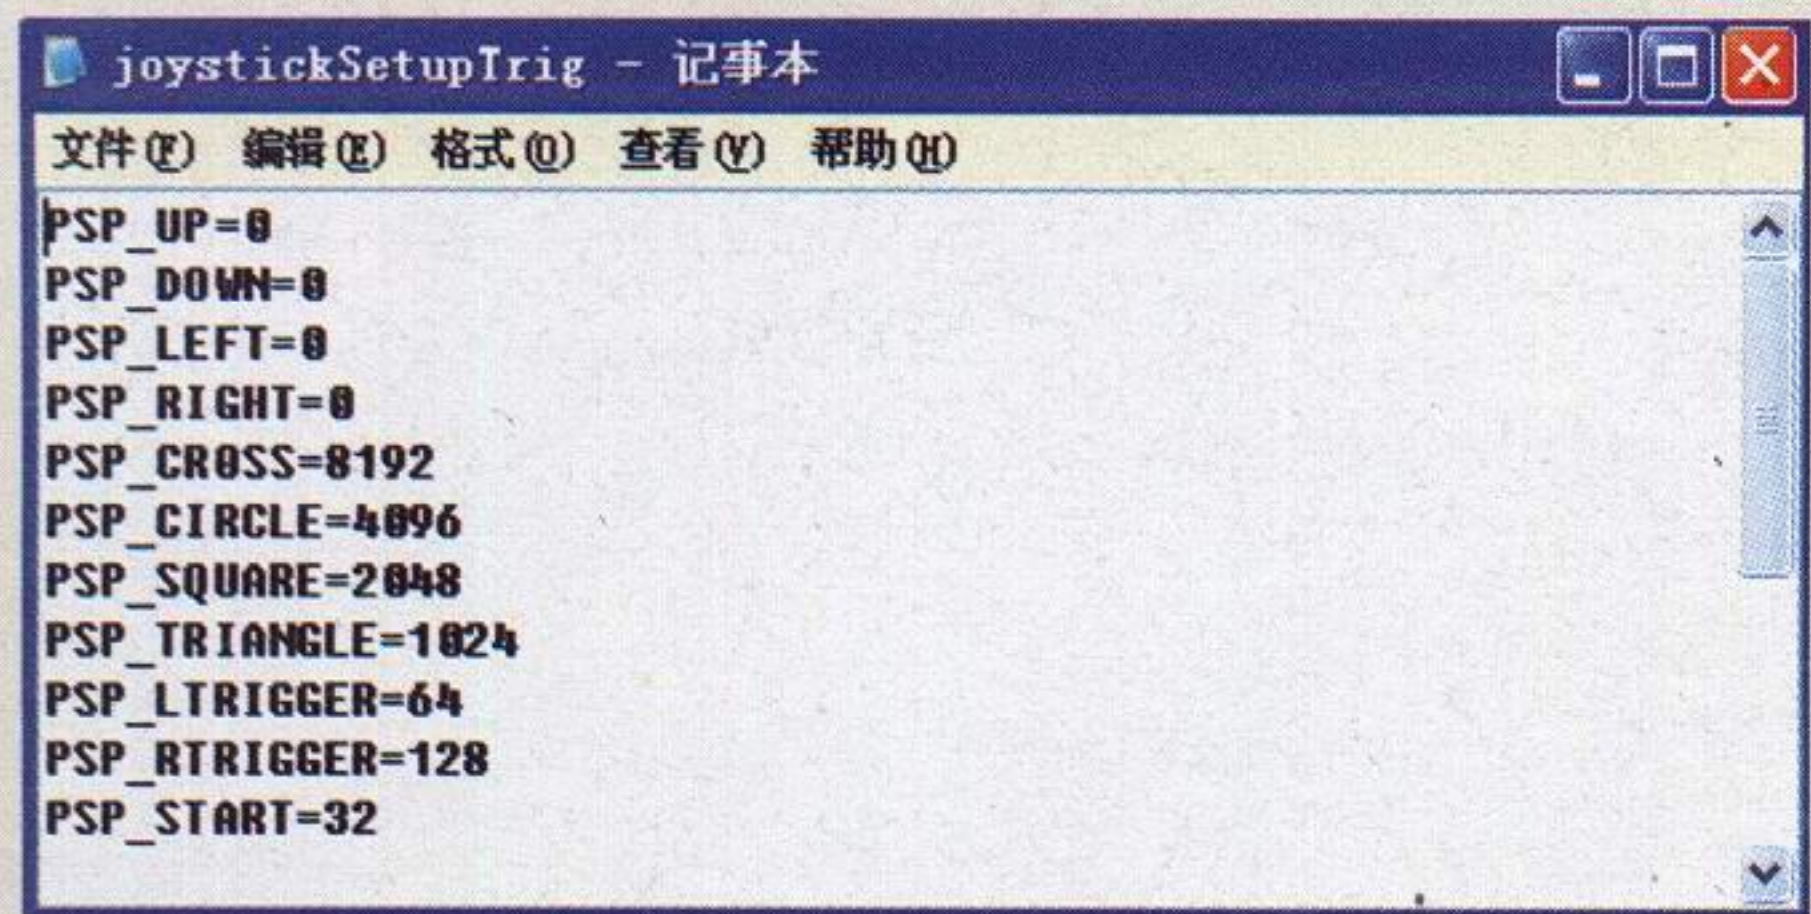 joystickSetupTrig - 记事本
文件(F) 编辑(E) 格式(O) 查看(V) 帮助(H)
PSP_UP=0
PSP_DOWN=0
PSP_LEFT=0
PSP_RIGHT=0
PSP_CROSS=8192
PSP_CIRCLE=4096
PSP_SQUARE=2048
PSP_TRIANGLE=1024
PSP_LTRIGGER=64
PSP_RTRIGGER=128
PSP_START=32